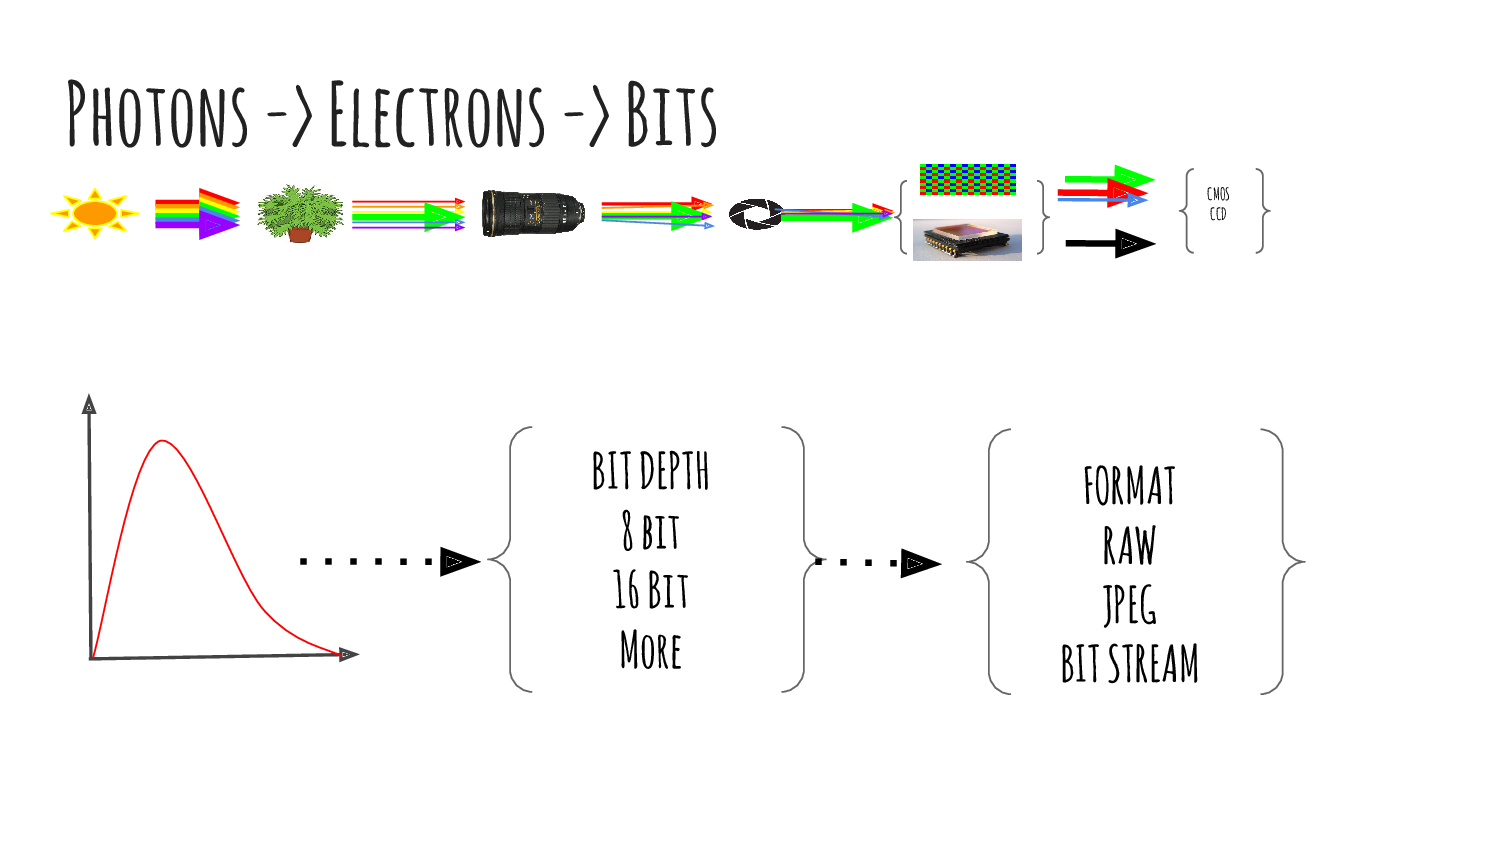 Photons -> Electrons -> Bits
CMOS
CCD
BIT DEPTH
8 BIT
16 Bit
More
FORMAT
RAW
JPEG
BIT STREAM